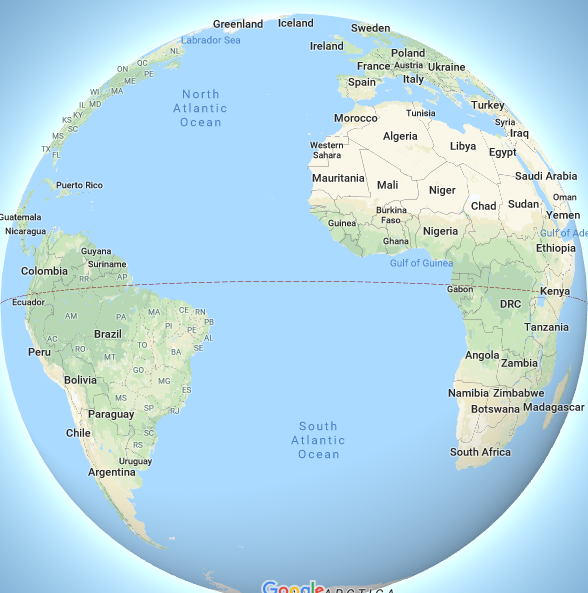 Greenland
Iceland
Sweden
Labrador Sea
Ireland
Poland
NL
France
Austria
Ukraine
ON
QC
PE
ME
Spain
Italy
WI
MA
North
Atlantic
Ocean
IL
MD
Turkey
KS
KY
SC
Morocco
Tunisia
Syria
MS
Algeria
Iraq
TX
FL
Western
Sahara
Libya
Egypt
Puerto Rico
Mauritania
Mali
Niger
Saudi Arabia
Oman
Guatemala
Nicaragua
Guinea
Burkina
Faso
Chad
Sudan
Yemen
Ghana
Nigeria
Gulf of Ade
Guyana
Suriname
Ethiopia
Colombia
RR
AP
Gulf of Guinea
Ecuador
Gabon
Kenya
AM
PA
MA
CE
RN
DRC
PB
Brazil
PI
PE
Tanzania
AC
RO
TO
AL
Peru
MT
BA
SE
Angola
Zambia
Bolivia
GO
MG
ES
Namibia
Zimbabwe
MS
SP
RJ
Botswana
Madagascar
Paraguay
South
Atlantic
Ocean
Chile
SC
RS
Uruguay
South Africa
Argentina
Google
ARCTICA